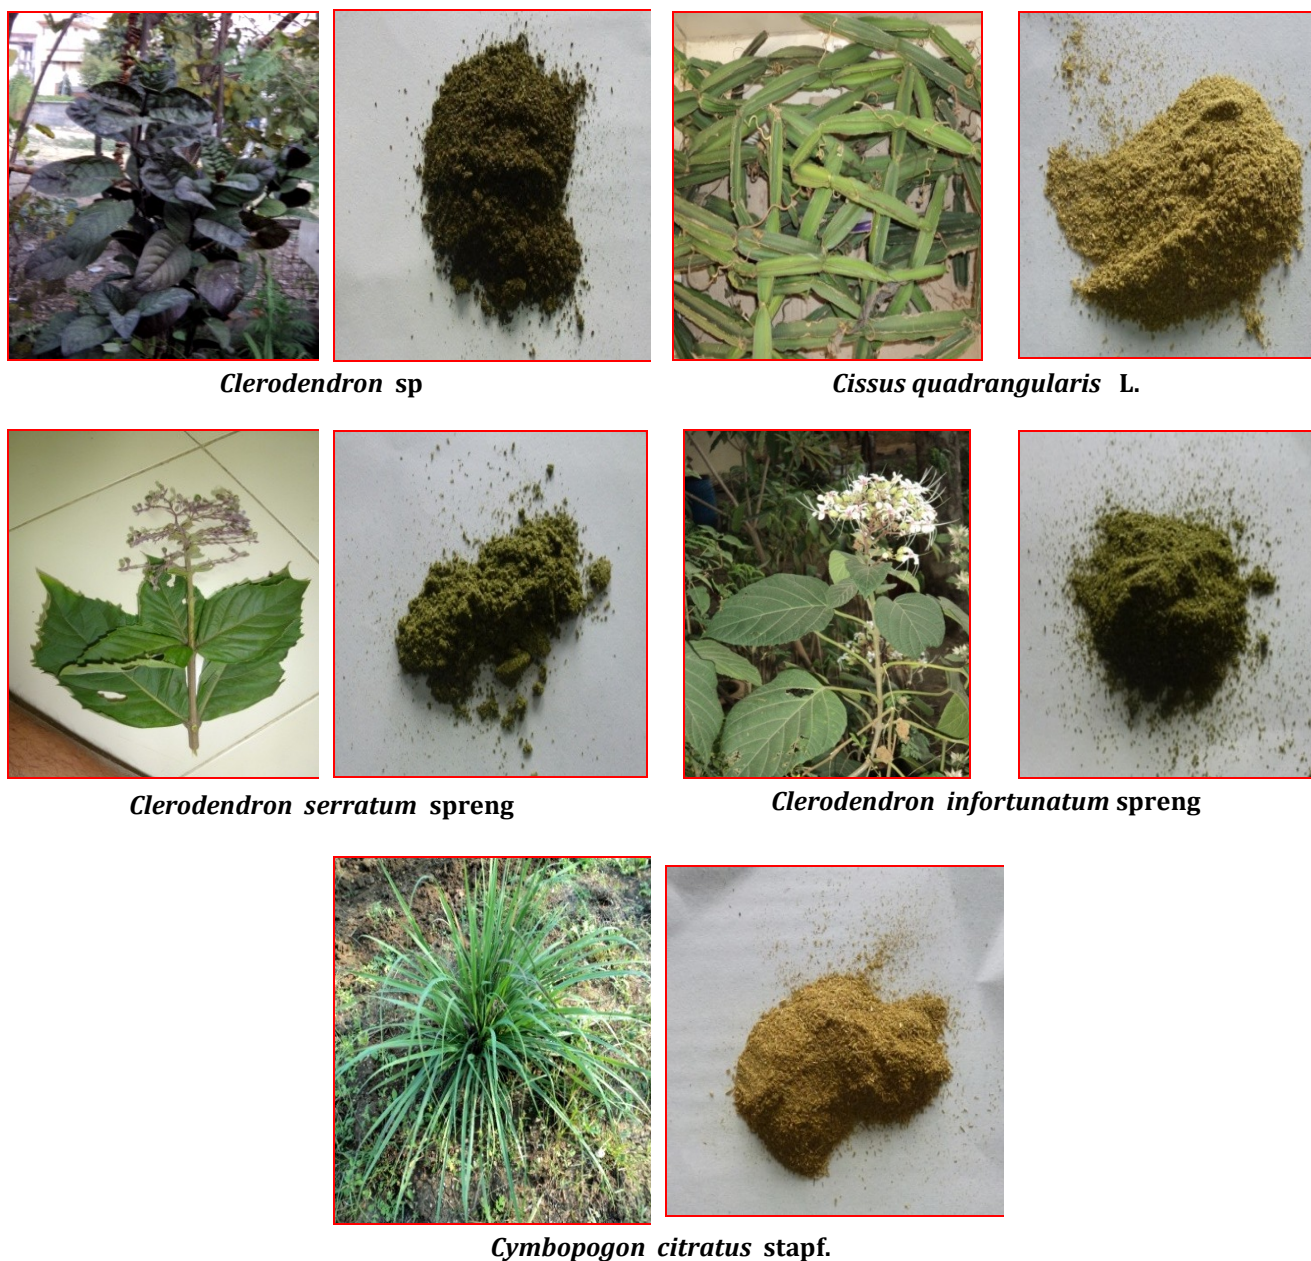 Clerodendron sp
Cissus quadrangularis L.
Clerodendron serratum spreng
Clerodendron infortunatum spreng
Cymbopogon citratus stapf.